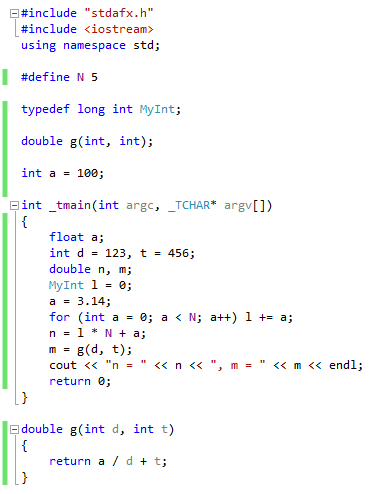 #include "stdafx.h"
#include <iostream>
using namespace std;
#define N 5
typedef long int MyInt;
double g(int, int);
int a = 100;
int _tmain(int argc, _TCHAR* argv[])
{
float a;
int d = 123, t = 456;
double n, m;
MyInt l = 0;
a = 3.14;
for (int a = 0; a < N; a++) l += a;
n = l * N + a;
m = g(d, t);
cout << "n = " << n << ", m = " << m << endl;
return 0;
}
double g(int d, int t)
{
return a / d + t;
}